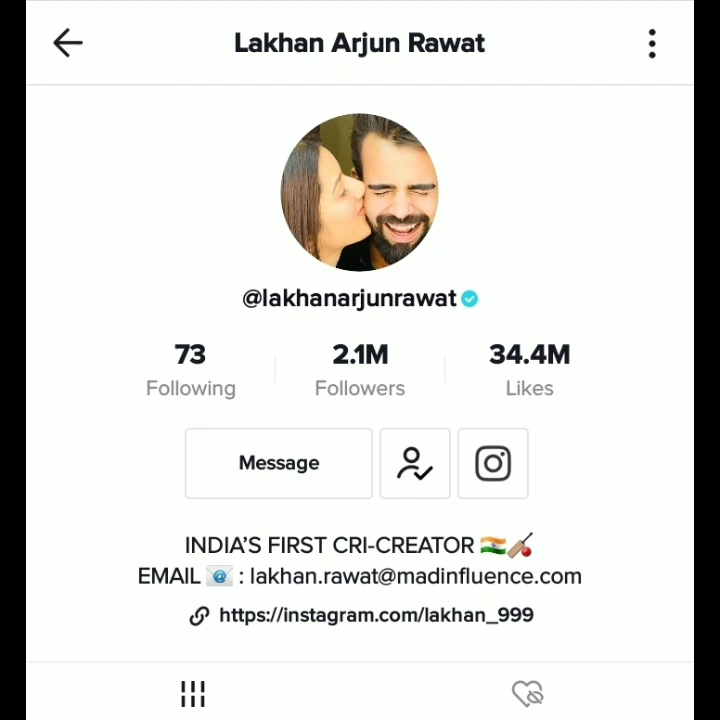 Lakhan Arjun Rawat
@lakhanarjunrawat
73 2.1M 34.4M
Following Followers Likes
Message
INDIA’S FIRST CRI-CREATOR 🇮🇳🏏
EMAIL 📧 : lakhan.rawat@madinfluence.com
https://instagram.com/lakhan_999